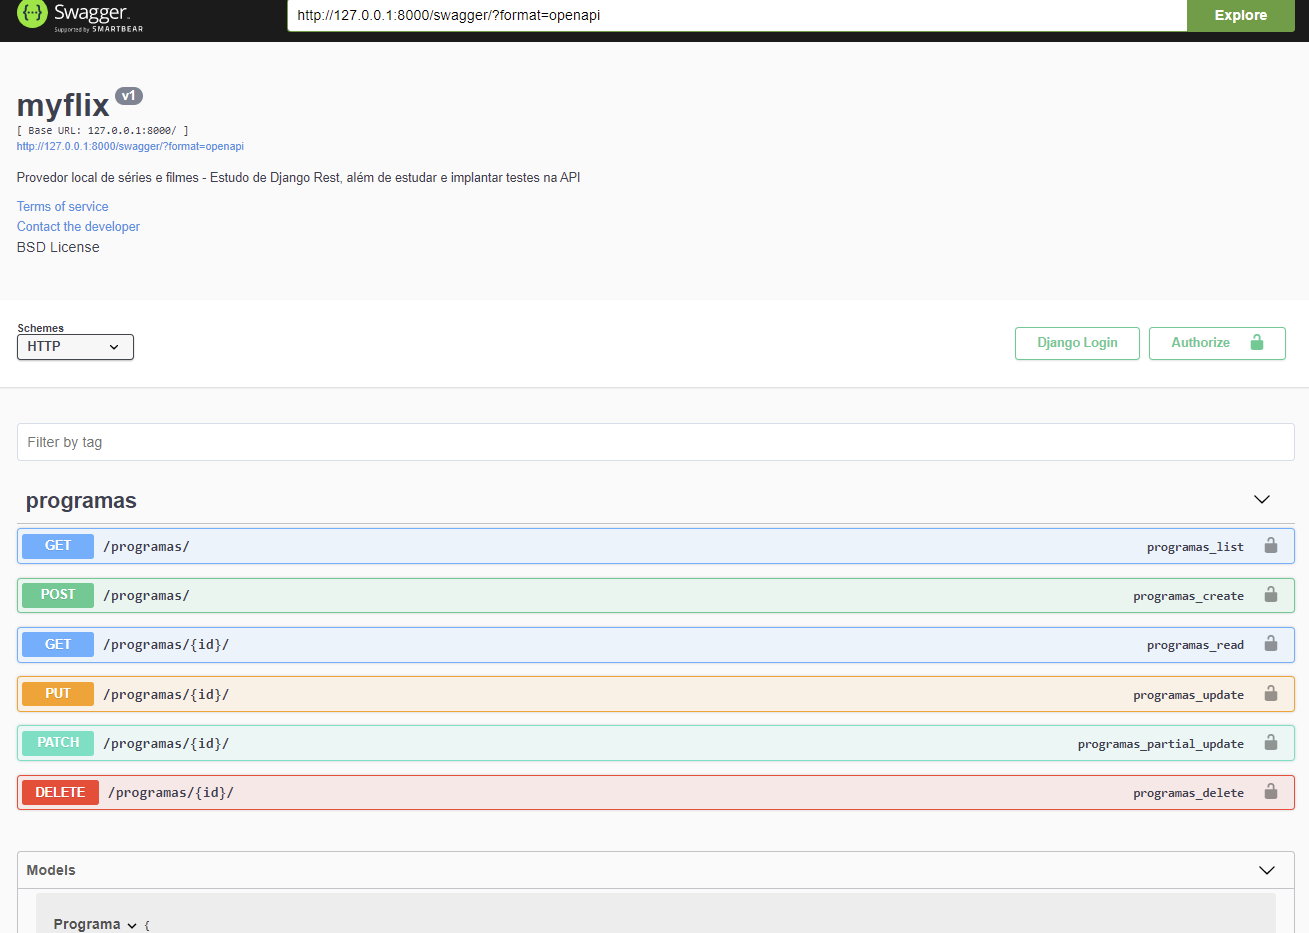 Swagger
Supported by SMARTBEAR
http://127.0.0.1:8000/swagger/?format=openapi
Explore
myflix v1
[ Base URL: 127.0.0.1:8000/ ]
http://127.0.0.1:8000/swagger/?format=openapi
Provedor local de séries e filmes - Estudo de Django Rest, além de estudar e implantar testes na API
Terms of service
Contact the developer
BSD License
Schemes
HTTP
Django Login
Authorize
Filter by tag
programas
GET /programas/ programas_list
POST /programas/ programas_create
GET /programas/{id}/ programas_read
PUT /programas/{id}/ programas_update
PATCH /programas/{id}/ programas_partial_update
DELETE /programas/{id}/ programas_delete
Models
Programa {